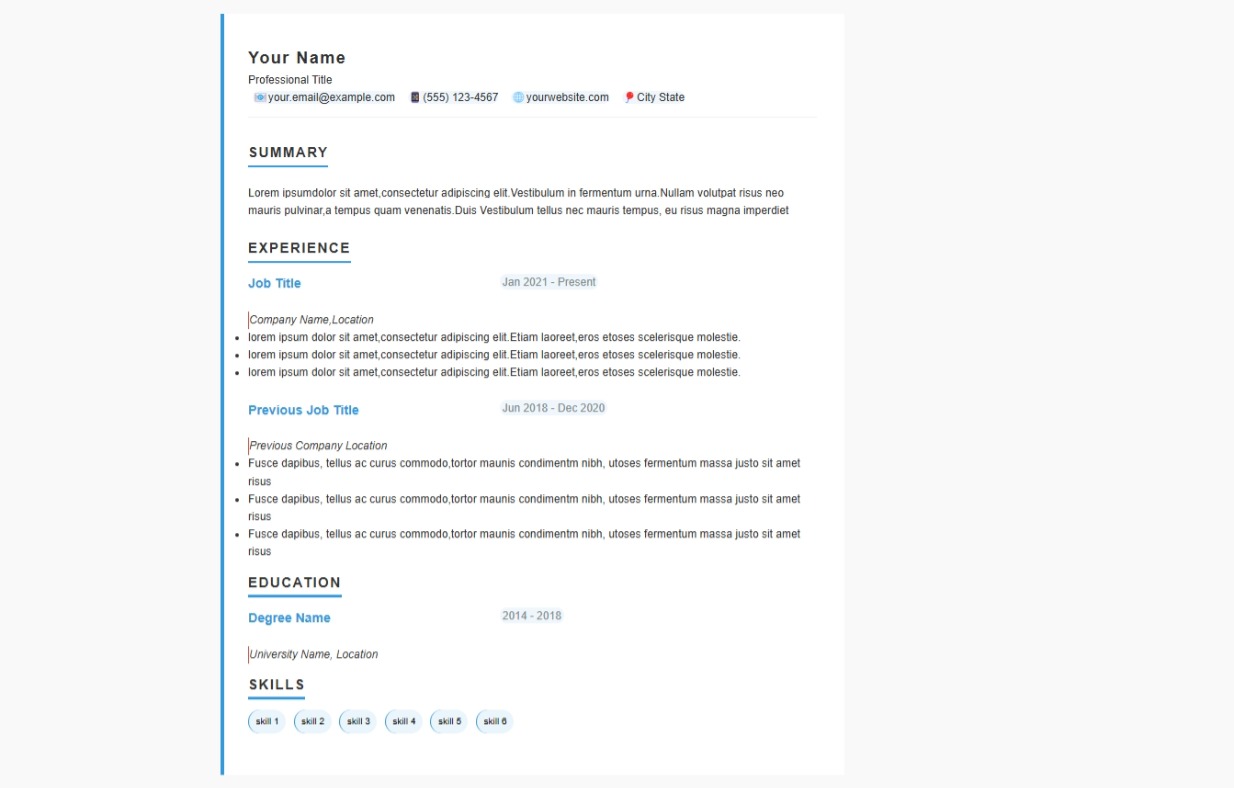 Your Name
Professional Title
your.email@example.com (555) 123-4567 yourwebsite.com City State
SUMMARY
Lorem ipsumdolor sit amet,consectetur adipiscing elit.Vestibulum in fermentum urna.Nullam volutpat risus neo
mauris pulvinar,a tempus quam venenatis.Duis Vestibulum tellus nec mauris tempus, eu risus magna imperdiet
EXPERIENCE
Job Title Jan 2021 - Present
Company Name,Location
• lorem ipsum dolor sit amet,consectetur adipiscing elit.Etiam laoreet,eros etoses scelerisque molestie.
• lorem ipsum dolor sit amet,consectetur adipiscing elit.Etiam laoreet,eros etoses scelerisque molestie.
• lorem ipsum dolor sit amet,consectetur adipiscing elit.Etiam laoreet,eros etoses scelerisque molestie.
Previous Job Title Jun 2018 - Dec 2020
Previous Company Location
• Fusce dapibus, tellus ac curus commodo,tortor maunis condimentm nibh, utoses fermentum massa justo sit amet
risus
• Fusce dapibus, tellus ac curus commodo,tortor maunis condimentm nibh, utoses fermentum massa justo sit amet
risus
• Fusce dapibus, tellus ac curus commodo,tortor maunis condimentm nibh, utoses fermentum massa justo sit amet
risus
EDUCATION
Degree Name 2014 - 2018
University Name, Location
SKILLS
skill 1 skill 2 skill 3 skill 4 skill 5 skill 6